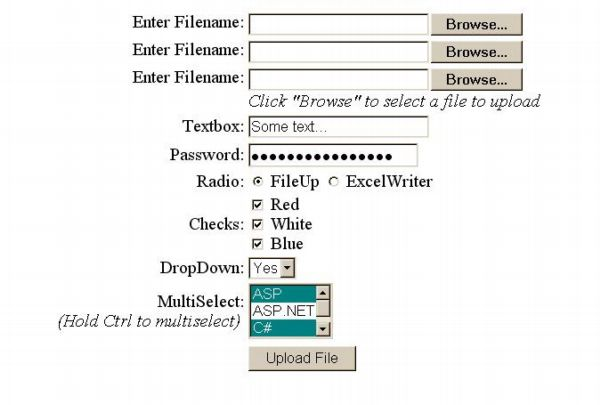 Enter Filename: Browse...
Enter Filename: Browse...
Enter Filename: Browse...
Click "Browse" to select a file to upload
Textbox: Some text...
Password: ●●●●●●●●●●●●●●●●
Radio: FileUp ExcelWriter
Red
Checks: White
Blue
DropDown: Yes
ASP
MultiSelect: ASP.NET
(Hold Ctrl to multiselect) C#
Upload File